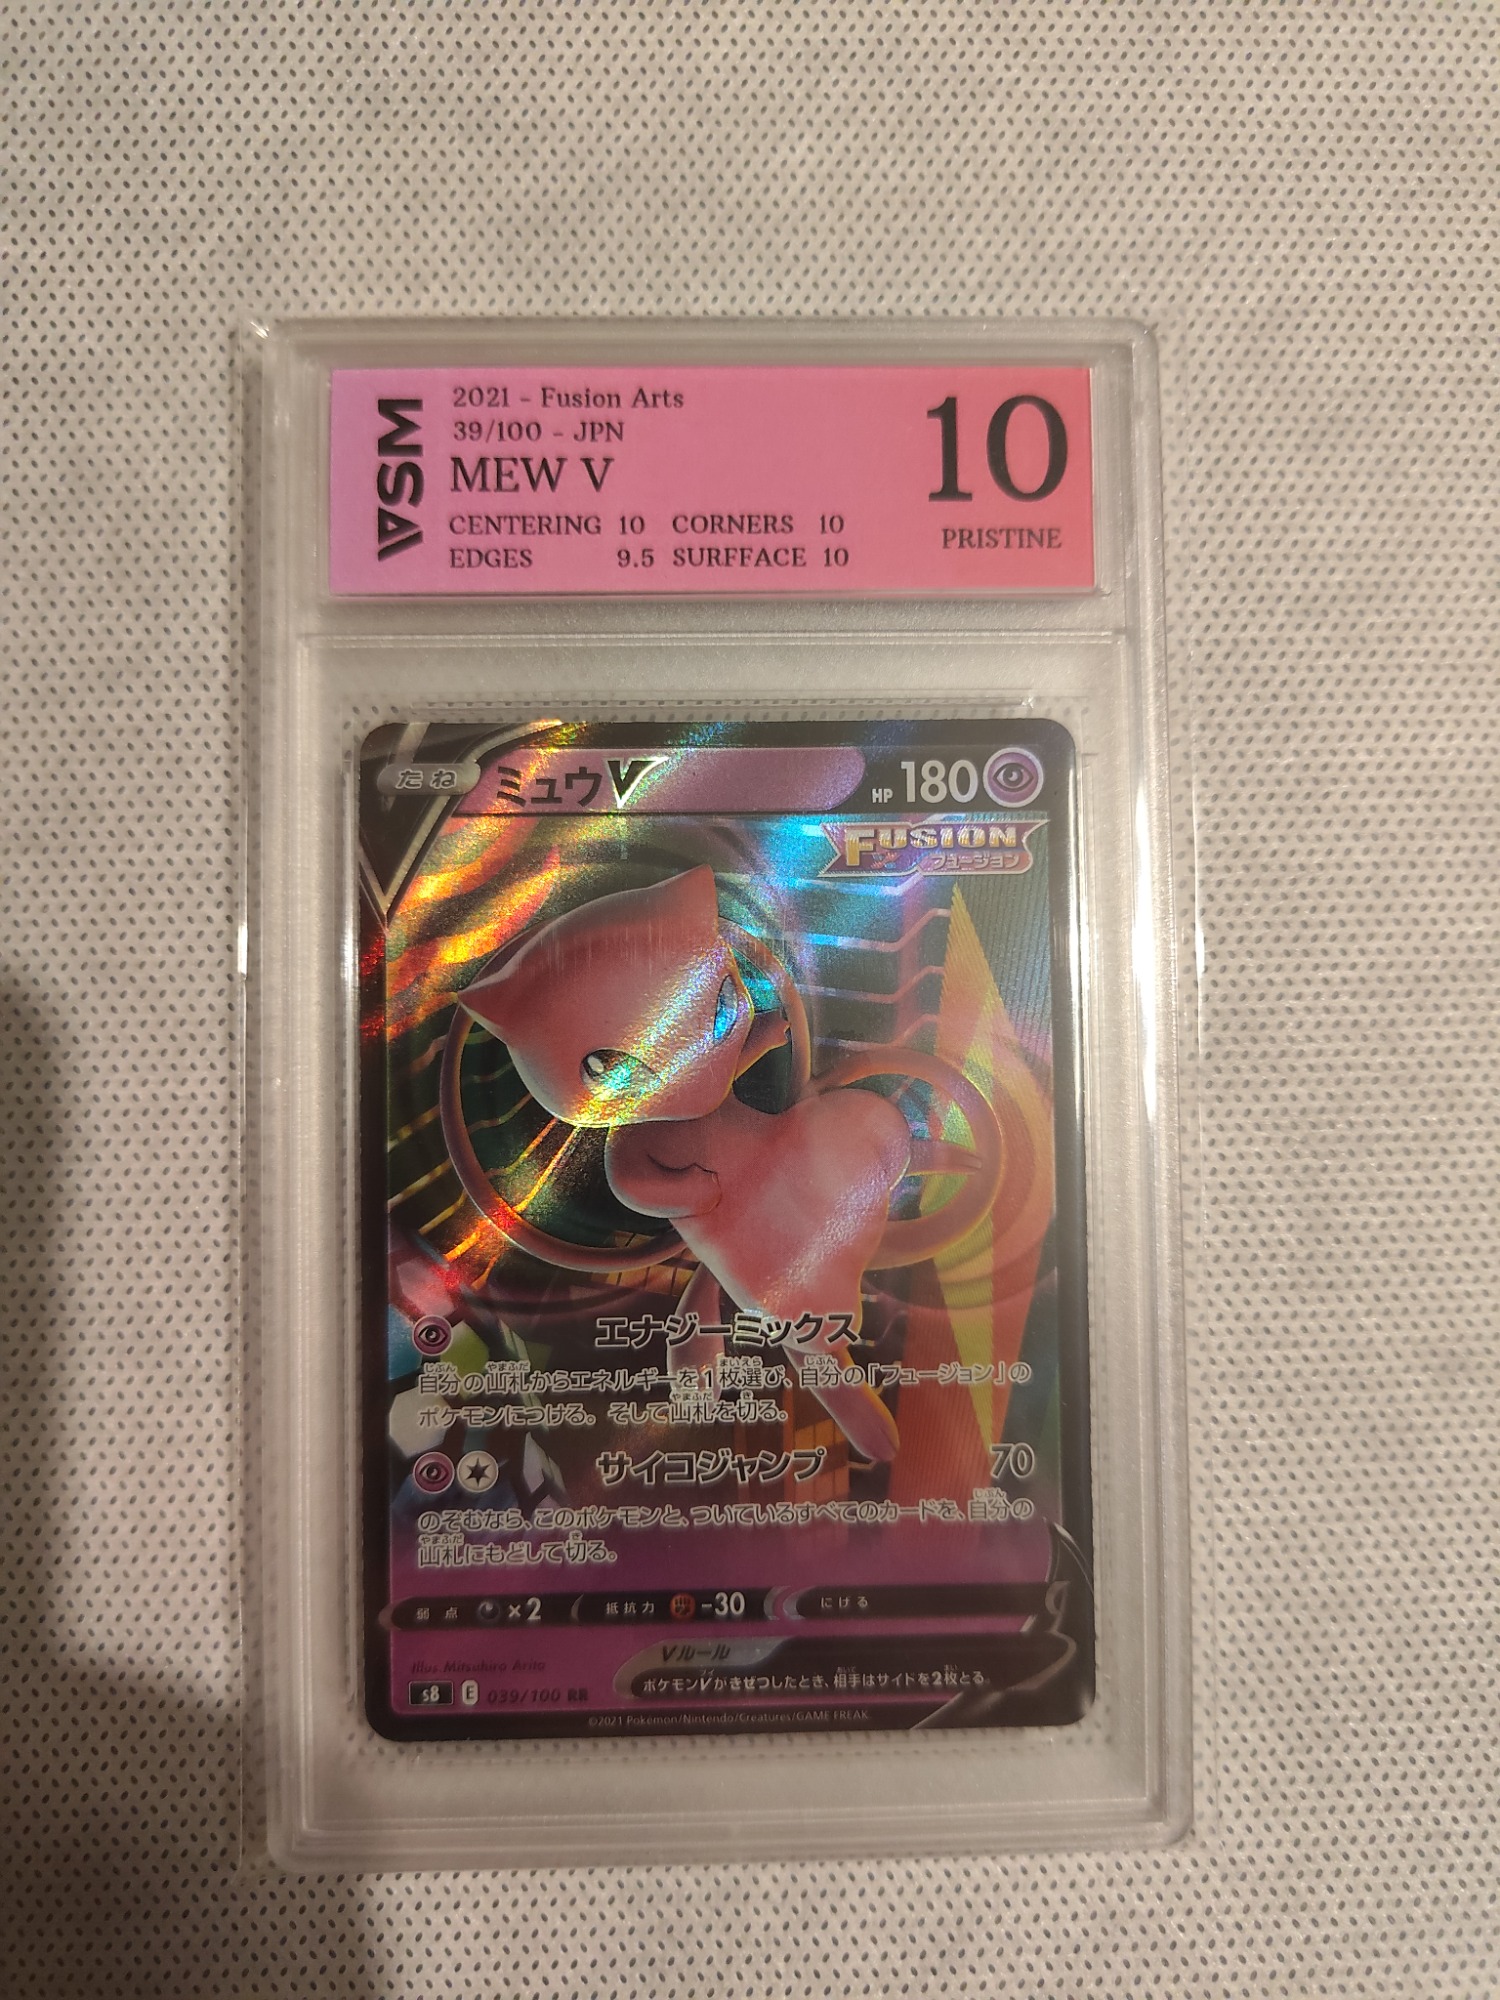 WSA
2021 - Fusion Arts
39/100 - JPN
MEW V
CENTERING 10 CORNERS 10
EDGES 9.5 SURFFACE 10
10
PRISTINE
たね ミュウV HP 180
FUSION
フュージョン
エナジーミックス
自分の山札からエネルギーを1枚選び、自分の「フュージョン」の
ポケモンにつける。そして山札を切る。
サイコジャンプ 70
のぞむなら、このポケモンと、ついているすべてのカードを、自分の
山札にもどして切る。
弱点 ×2 抵抗力 -30 にげる
Vルール
ポケモンVがきぜつしたとき、相手はサイドを2枚とる。
Illus. Mitsuhiro Arita
s8 E 039/100 RR
©2021 Pokémon/Nintendo/Creatures/GAME FREAK.